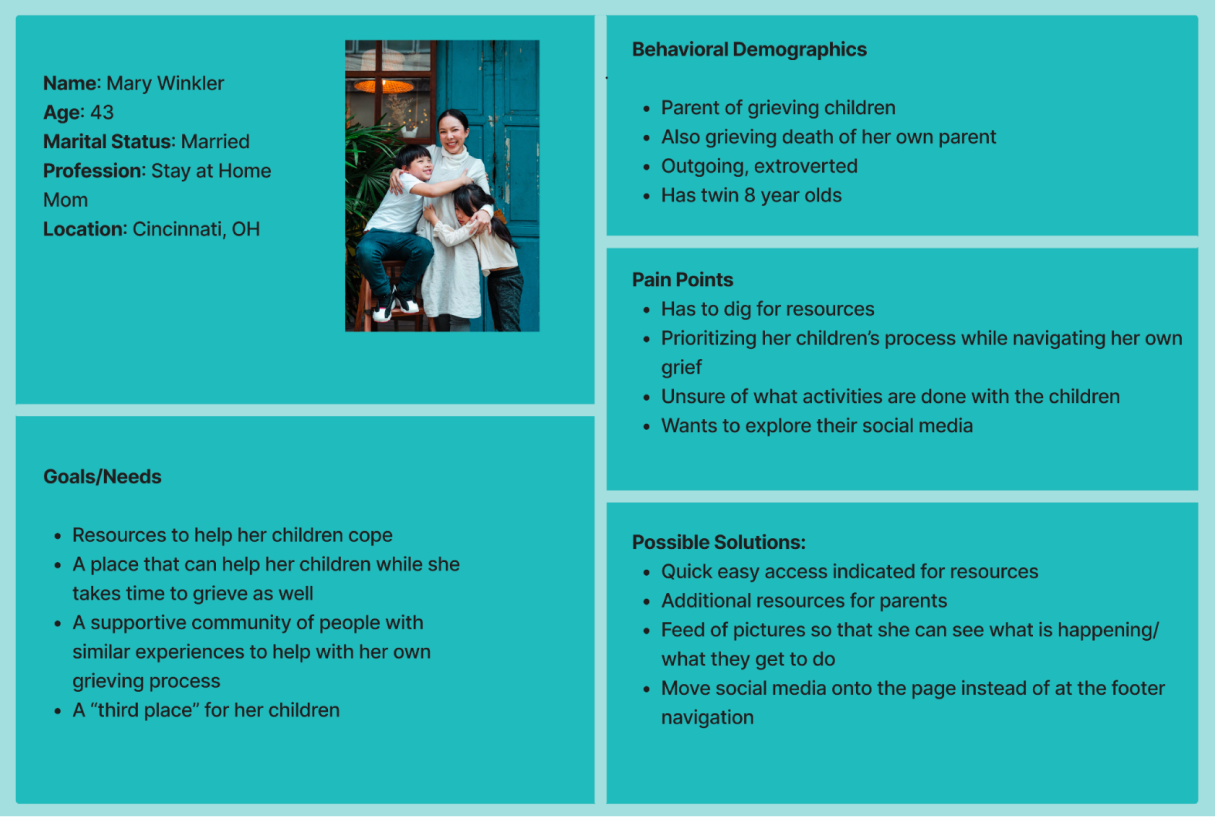 Name: Mary Winkler
Age: 43
Marital Status: Married
Profession: Stay at Home
Mom
Location: Cincinnati, OH
Behavioral Demographics
• Parent of grieving children
• Also grieving death of her own parent
• Outgoing, extroverted
• Has twin 8 year olds
Pain Points
• Has to dig for resources
• Prioritizing her children’s process while navigating her own
grief
• Unsure of what activities are done with the children
• Wants to explore their social media
Goals/Needs
• Resources to help her children cope
• A place that can help her children while she
takes time to grieve as well
• A supportive community of people with
similar experiences to help with her own
grieving process
• A “third place” for her children
Possible Solutions:
• Quick easy access indicated for resources
• Additional resources for parents
• Feed of pictures so that she can see what is happening/
what they get to do
• Move social media onto the page instead of at the footer
navigation